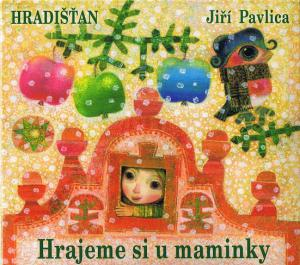 HRADIŠŤAN
Jiří Pavlica
Hrajeme si u maminky